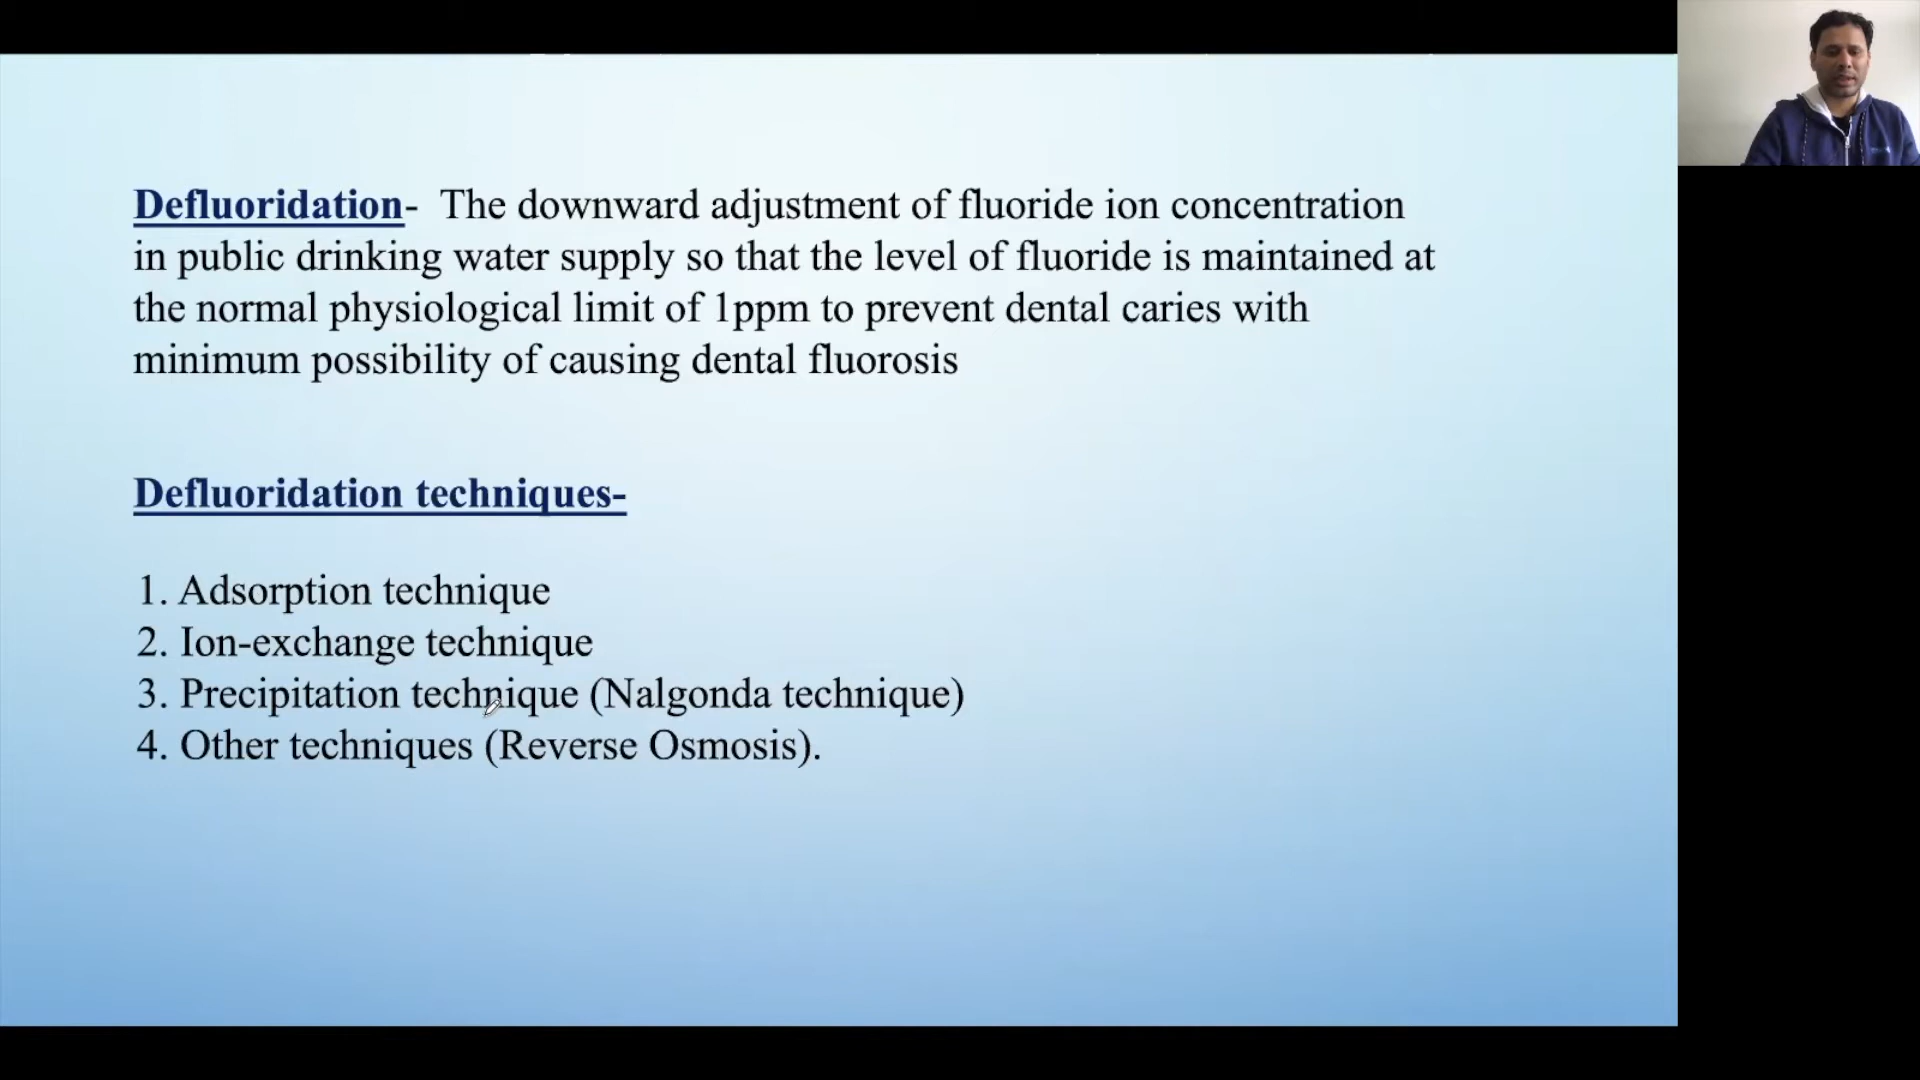 Defluoridation- The downward adjustment of fluoride ion concentration
in public drinking water supply so that the level of fluoride is maintained at
the normal physiological limit of 1ppm to prevent dental caries with
minimum possibility of causing dental fluorosis
Defluoridation techniques-
1. Adsorption technique
2. Ion-exchange technique
3. Precipitation technique (Nalgonda technique)
4. Other techniques (Reverse Osmosis).